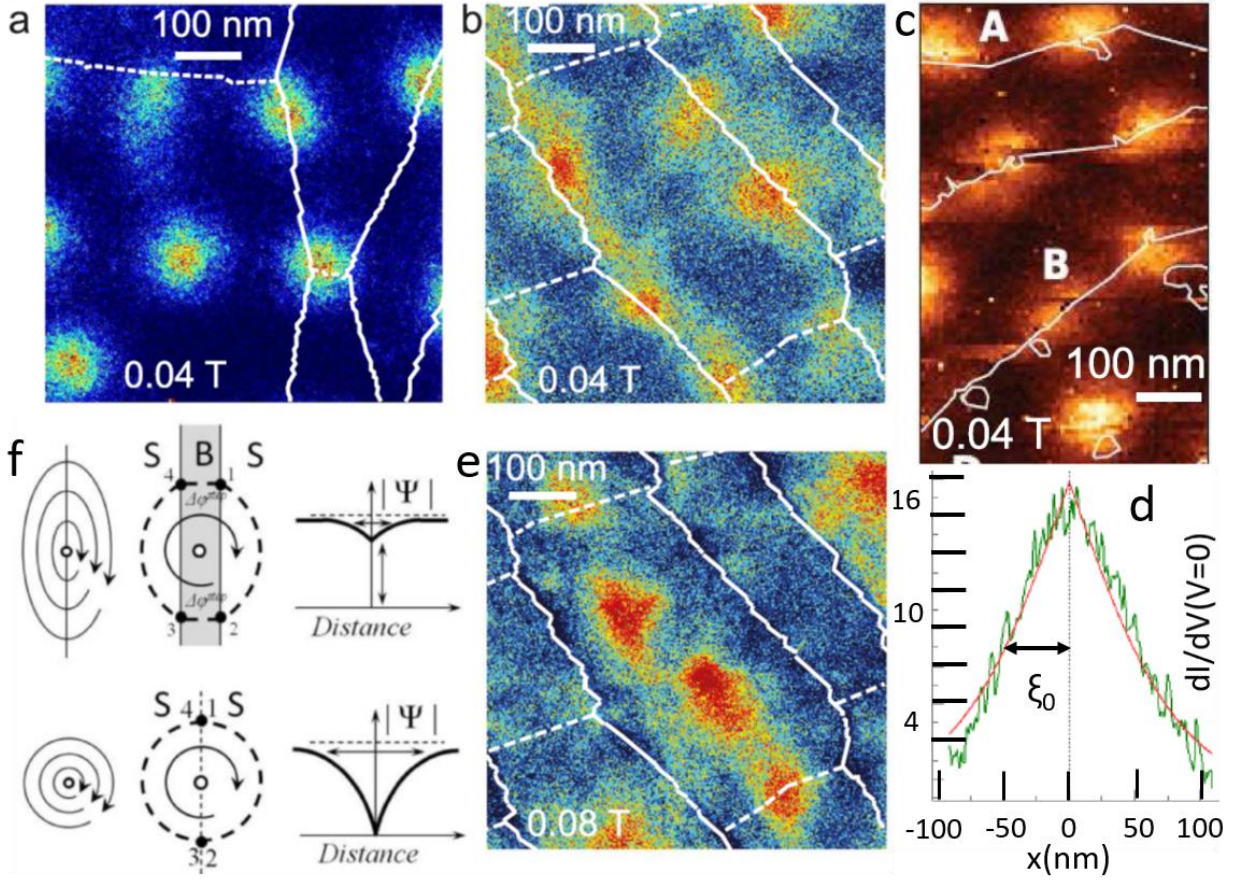 a
100 nm
0.04 T
b
100 nm
0.04 T
c
A
B
100 nm
0.04 T
f
S B S
4 1
3 2
|Ψ|
Distance
S 4 1 S
3 2
|Ψ|
Distance
e
100 nm
0.08 T
d
16
10
4
ξ0
dI/dV(V=0)
-100 -50 0 50 100
x(nm)